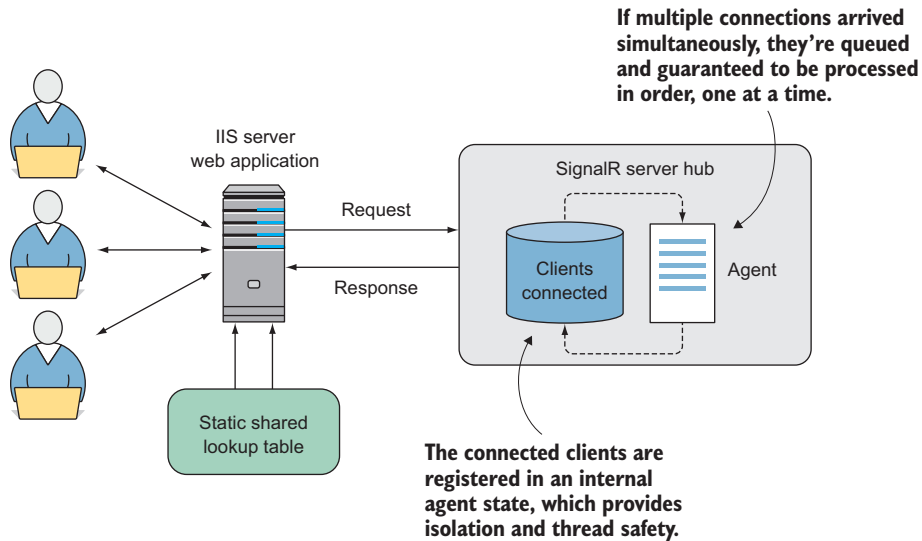 If multiple connections arrived
simultaneously, they're queued
and guaranteed to be processed
in order, one at a time.
IIS server
web application
SignalR server hub
Request
Clients
connected
Agent
Response
Static shared
lookup table
The connected clients are
registered in an internal
agent state, which provides
isolation and thread safety.